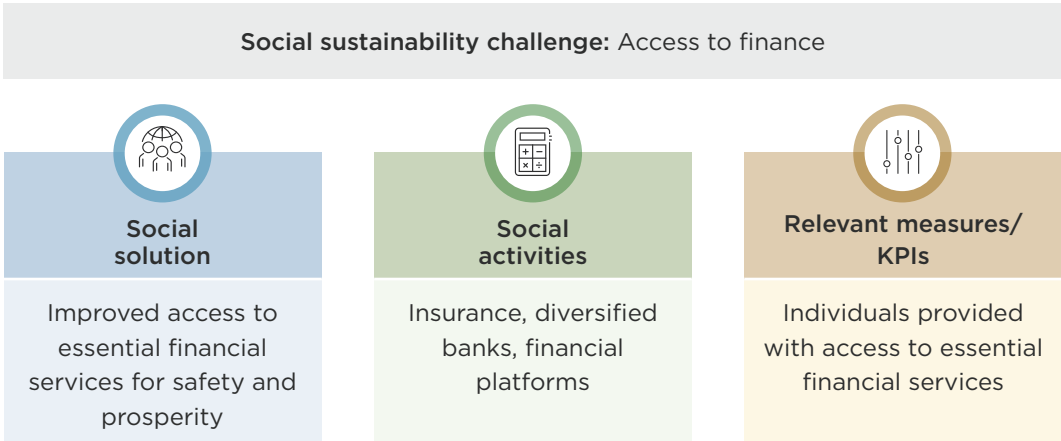 Social sustainability challenge: Access to finance
Social
solution
Improved access to
essential financial
services for safety and
prosperity
Social
activities
Insurance, diversified
banks, financial
platforms
Relevant measures/
KPIs
Individuals provided
with access to essential
financial services